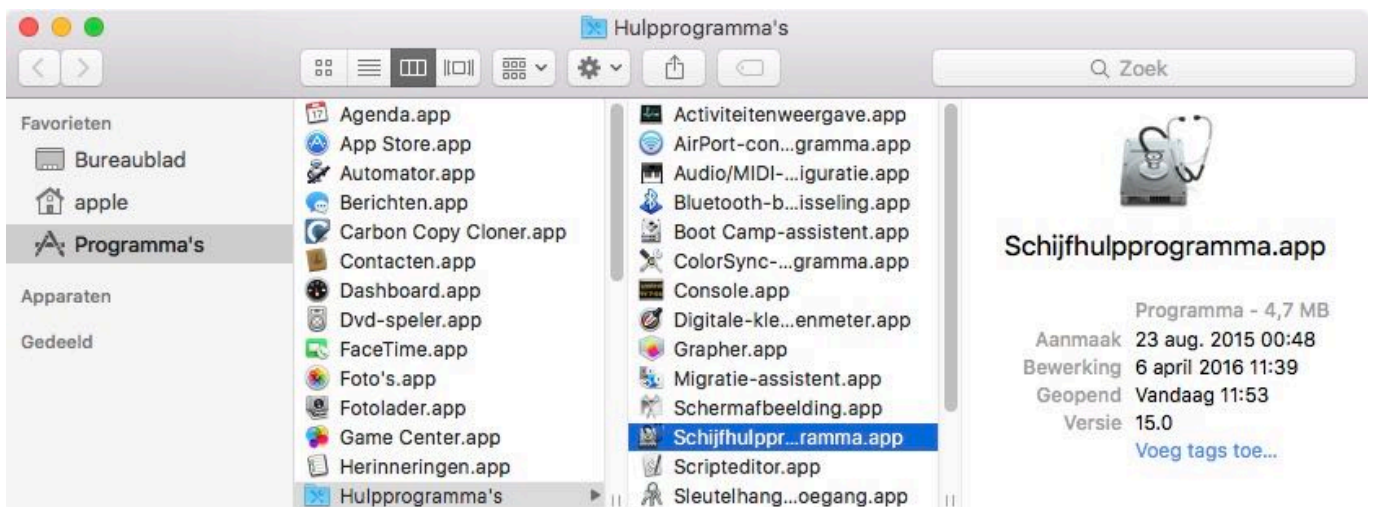 Hulpprogramma's
Zoek
Favorieten
Bureaublad
apple
Programma's
Apparaten
Gedeeld
Agenda.app
App Store.app
Automator.app
Berichten.app
Carbon Copy Cloner.app
Contacten.app
Dashboard.app
Dvd-speler.app
FaceTime.app
Foto's.app
Fotolader.app
Game Center.app
Herinneringen.app
Hulpprogramma's
Activiteitenweergave.app
AirPort-con...gramma.app
Audio/MIDI-...iguratie.app
Bluetooth-b...isseling.app
Boot Camp-assistent.app
ColorSync-...gramma.app
Console.app
Digitale-kle...enmeter.app
Grapher.app
Migratie-assistent.app
Schermafbeelding.app
Schijfhulppr...ramma.app
Scripteditor.app
Sleutelhang...oegang.app
Schijfhulpprogramma.app
Programma - 4,7 MB
Aanmaak 23 aug. 2015 00:48
Bewerking 6 april 2016 11:39
Geopend Vandaag 11:53
Versie 15.0
Voeg tags toe...